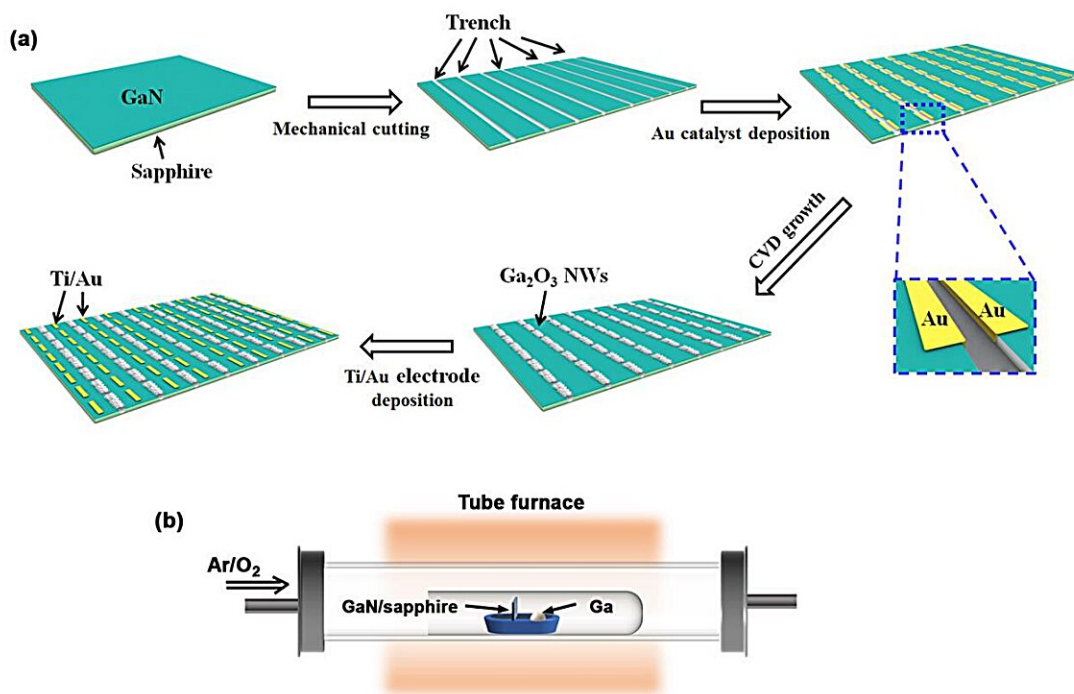 (a)
Trench
GaN
Sapphire
Mechanical cutting
Au catalyst deposition
CVD growth
Au
Au
Ti/Au
Ga₂O₃ NWs
Ti/Au electrode
deposition
(b)
Tube furnace
Ar/O₂
GaN/sapphire
Ga